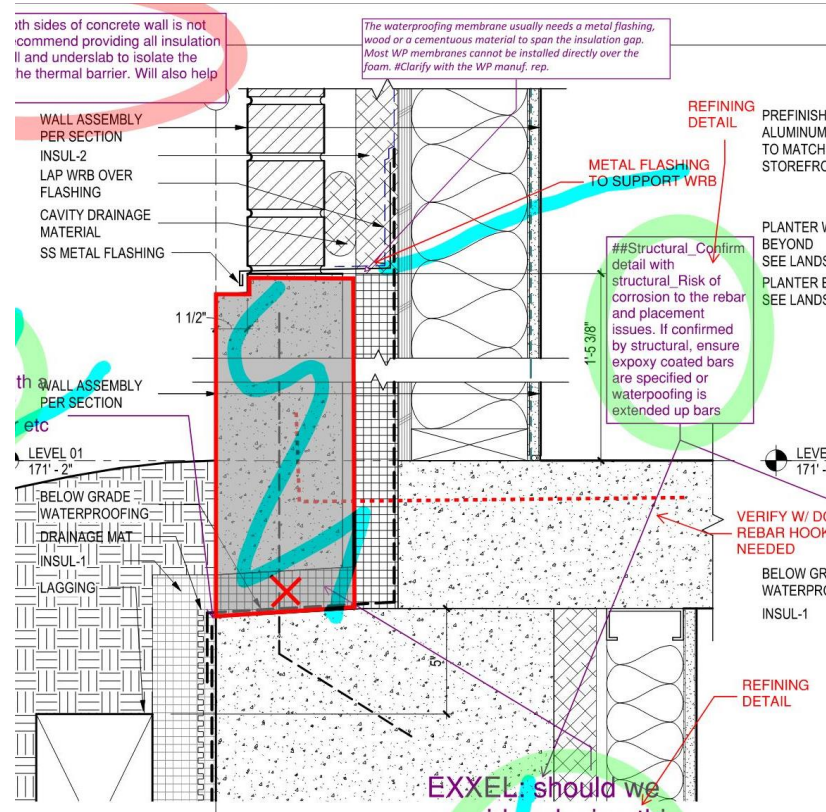 oth sides of concrete wall is not
ecommend providing all insulation
ll and underslab to isolate the
he thermal barrier. Will also help
The waterproofing membrane usually needs a metal flashing,
wood or a cementuous material to span the insulation gap.
Most WP membranes cannot be installed directly over the
foam. #Clarify with the WP manuf. rep.
WALL ASSEMBLY
PER SECTION
INSUL-2
LAP WRB OVER
FLASHING
CAVITY DRAINAGE
MATERIAL
SS METAL FLASHING
METAL FLASHING
TO SUPPORT WRB
REFINING
DETAIL
PREFINISH
ALUMINUM
TO MATCH
STOREFRO
##Structural_Confirm
detail with
structural_Risk of
corrosion to the rebar
and placement
issues. If confirmed
by structural, ensure
expoxy coated bars
are specified or
waterpoofing is
extended up bars
PLANTER W
BEYOND
SEE LANDS
PLANTER B
SEE LANDS
1 1/2"
1'-5 3/8"
th a
WALL ASSEMBLY
PER SECTION
etc
LEVEL 01
171' - 2"
LEVE
171' -
BELOW GRADE
WATERPROOFING
DRAINAGE MAT
INSUL-1
LAGGING
VERIFY W/ DC
REBAR HOOK
NEEDED
BELOW GR
WATERPRO
INSUL-1
5"
REFINING
DETAIL
EXXEL: should we